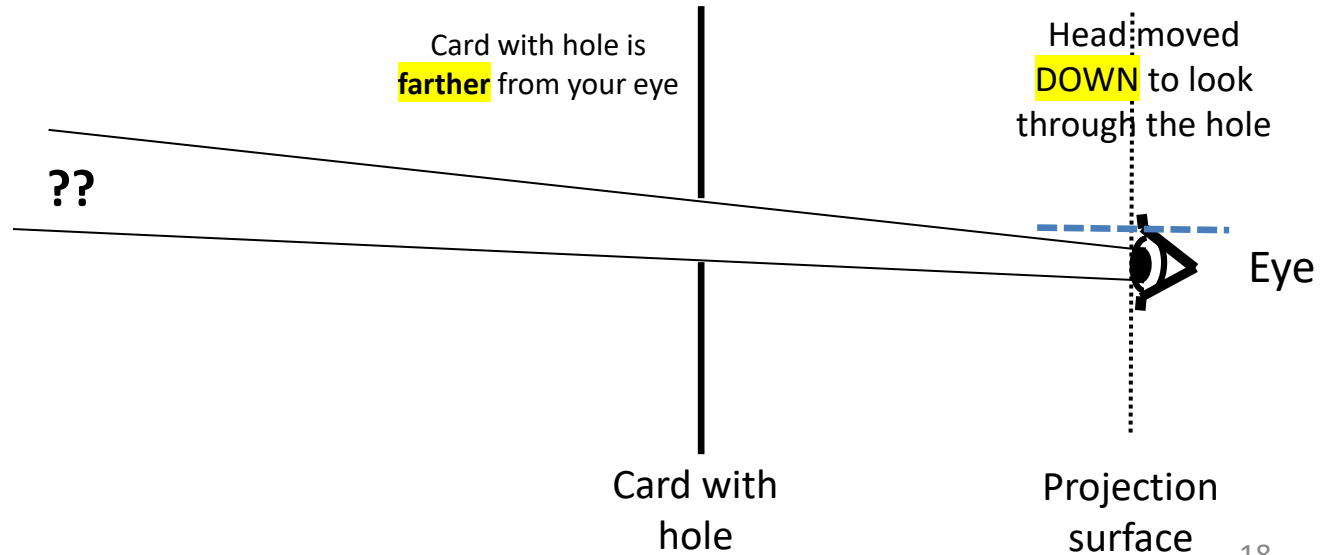 Card with hole is
farther from your eye
Head moved
DOWN to look
through the hole
??
Eye
Card with
hole
Projection
surface
18